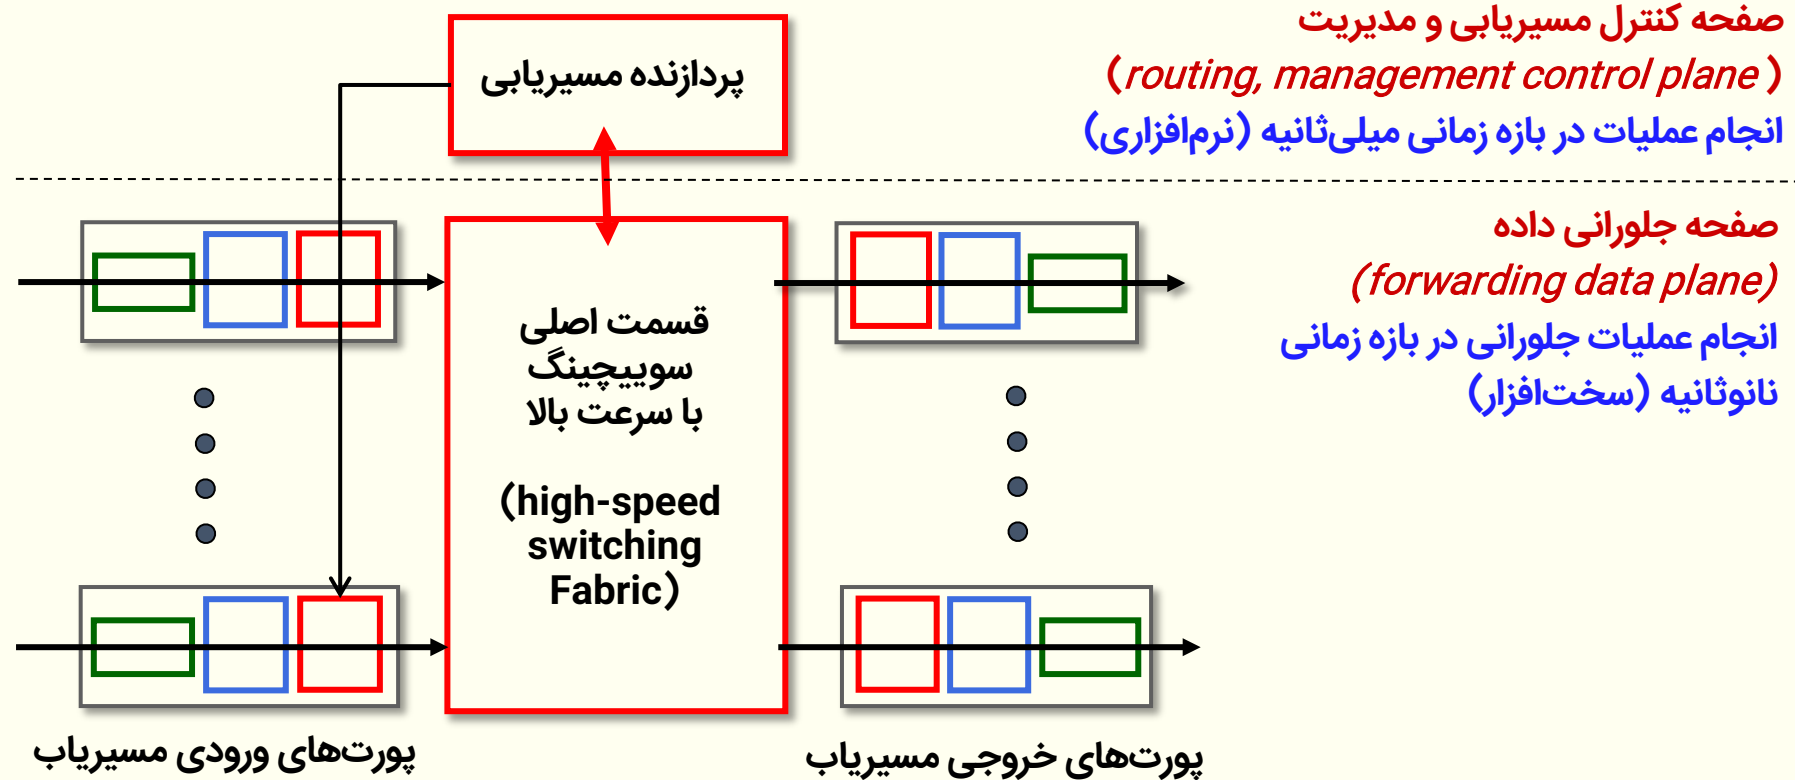 صفحه کنترل مسیریابی و مدیریت
(routing, management control plane)
انجام عملیات در بازه زمانی میلی‌ثانیه (نرم‌افزاری)
پردازنده مسیریابی
صفحه جلورانی داده
(forwarding data plane)
انجام عملیات جلورانی در بازه زمانی
نانوثانیه (سخت‌افزار)
قسمت اصلی
سوییچینگ
با سرعت بالا
(high-speed
switching
Fabric)
پورت‌های خروجی مسیریاب
پورت‌های ورودی مسیریاب